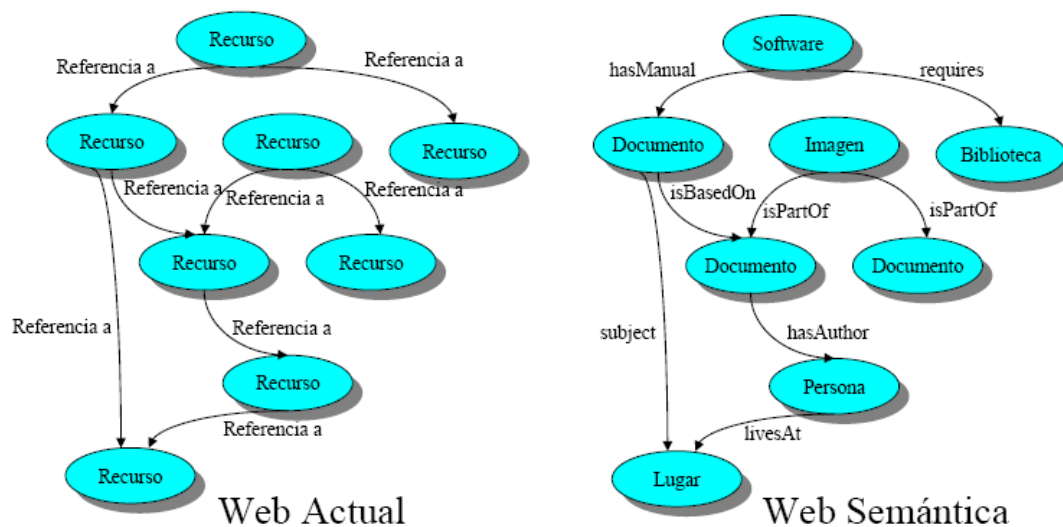 Recurso
Referencia a
Referencia a
Recurso
Recurso
Recurso
Referencia a
Referencia a
Referencia a
Recurso
Recurso
Referencia a
Referencia a
Recurso
Referencia a
Recurso
Web Actual
Software
hasManual
requires
Documento
Imagen
Biblioteca
isBasedOn
isPartOf
isPartOf
Documento
Documento
subject
hasAuthor
Persona
livesAt
Lugar
Web Semántica